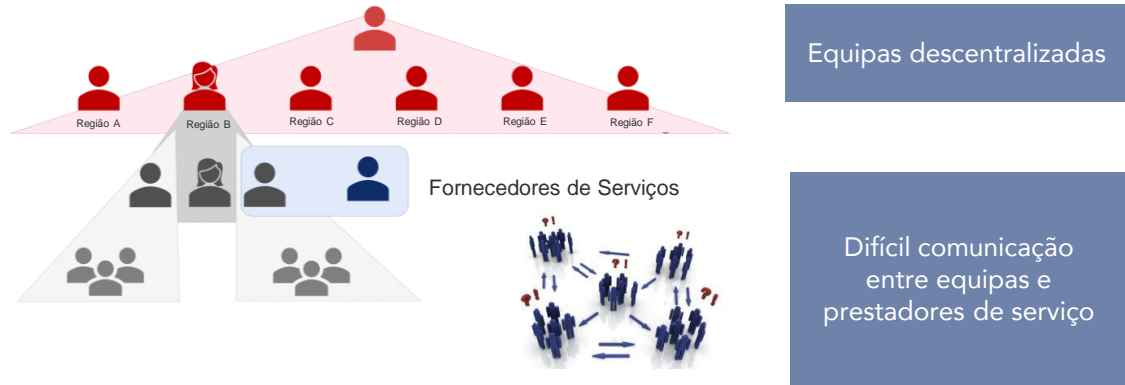 Equipas descentralizadas
Região A
Região B
Região C
Região D
Região E
Região F
Fornecedores de Serviços
? !
? !
? !
? !
? !
Difícil comunicação
entre equipas e
prestadores de serviço